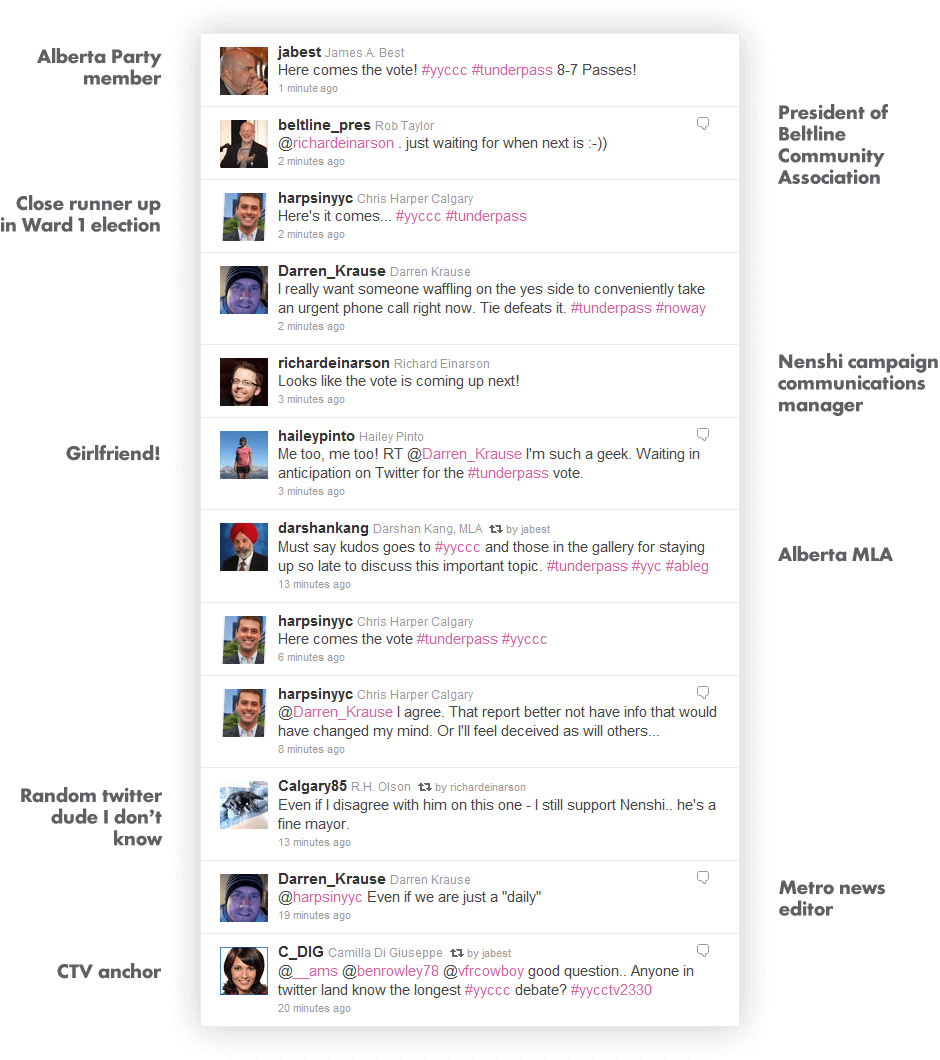 Alberta Party
member
jabest James A. Best
Here comes the vote! #yyccc #tunderpass 8-7 Passes!
1 minute ago
President of
Beltline
Community
Association
beltline_pres Rob Taylor
@richardeinarson . just waiting for when next is :-))
2 minutes ago
Close runner up
in Ward 1 election
harpsinyyc Chris Harper Calgary
Here's it comes... #yyccc #tunderpass
2 minutes ago
Darren_Krause Darren Krause
I really want someone waffling on the yes side to conveniently take
an urgent phone call right now. Tie defeats it. #tunderpass #noway
2 minutes ago
Nenshi campaign
communications
manager
richardeinarson Richard Einarson
Looks like the vote is coming up next!
3 minutes ago
Girlfriend!
haileypinto Hailey Pinto
Me too, me too! RT @Darren_Krause I'm such a geek. Waiting in
anticipation on Twitter for the #tunderpass vote.
3 minutes ago
darshankang Darshan Kang, MLA by jabest
Must say kudos goes to #yyccc and those in the gallery for staying
up so late to discuss this important topic. #tunderpass #yyc #ableg
13 minutes ago
Alberta MLA
harpsinyyc Chris Harper Calgary
Here comes the vote #tunderpass #yyccc
6 minutes ago
harpsinyyc Chris Harper Calgary
@Darren_Krause I agree. That report better not have info that would
have changed my mind. Or I'll feel deceived as will others...
8 minutes ago
Random twitter
dude I don't
know
Calgary85 R.H. Olson by richardeinarson
Even if I disagree with him on this one - I still support Nenshi.. he's a
fine mayor.
13 minutes ago
Darren_Krause Darren Krause
@harpsinyyc Even if we are just a "daily"
19 minutes ago
Metro news
editor
CTV anchor
C_DIG Camilla Di Giuseppe by jabest
@__ams @benrowley78 @vfrcowboy good question.. Anyone in
twitter land know the longest #yyccc debate? #yycctv2330
20 minutes ago